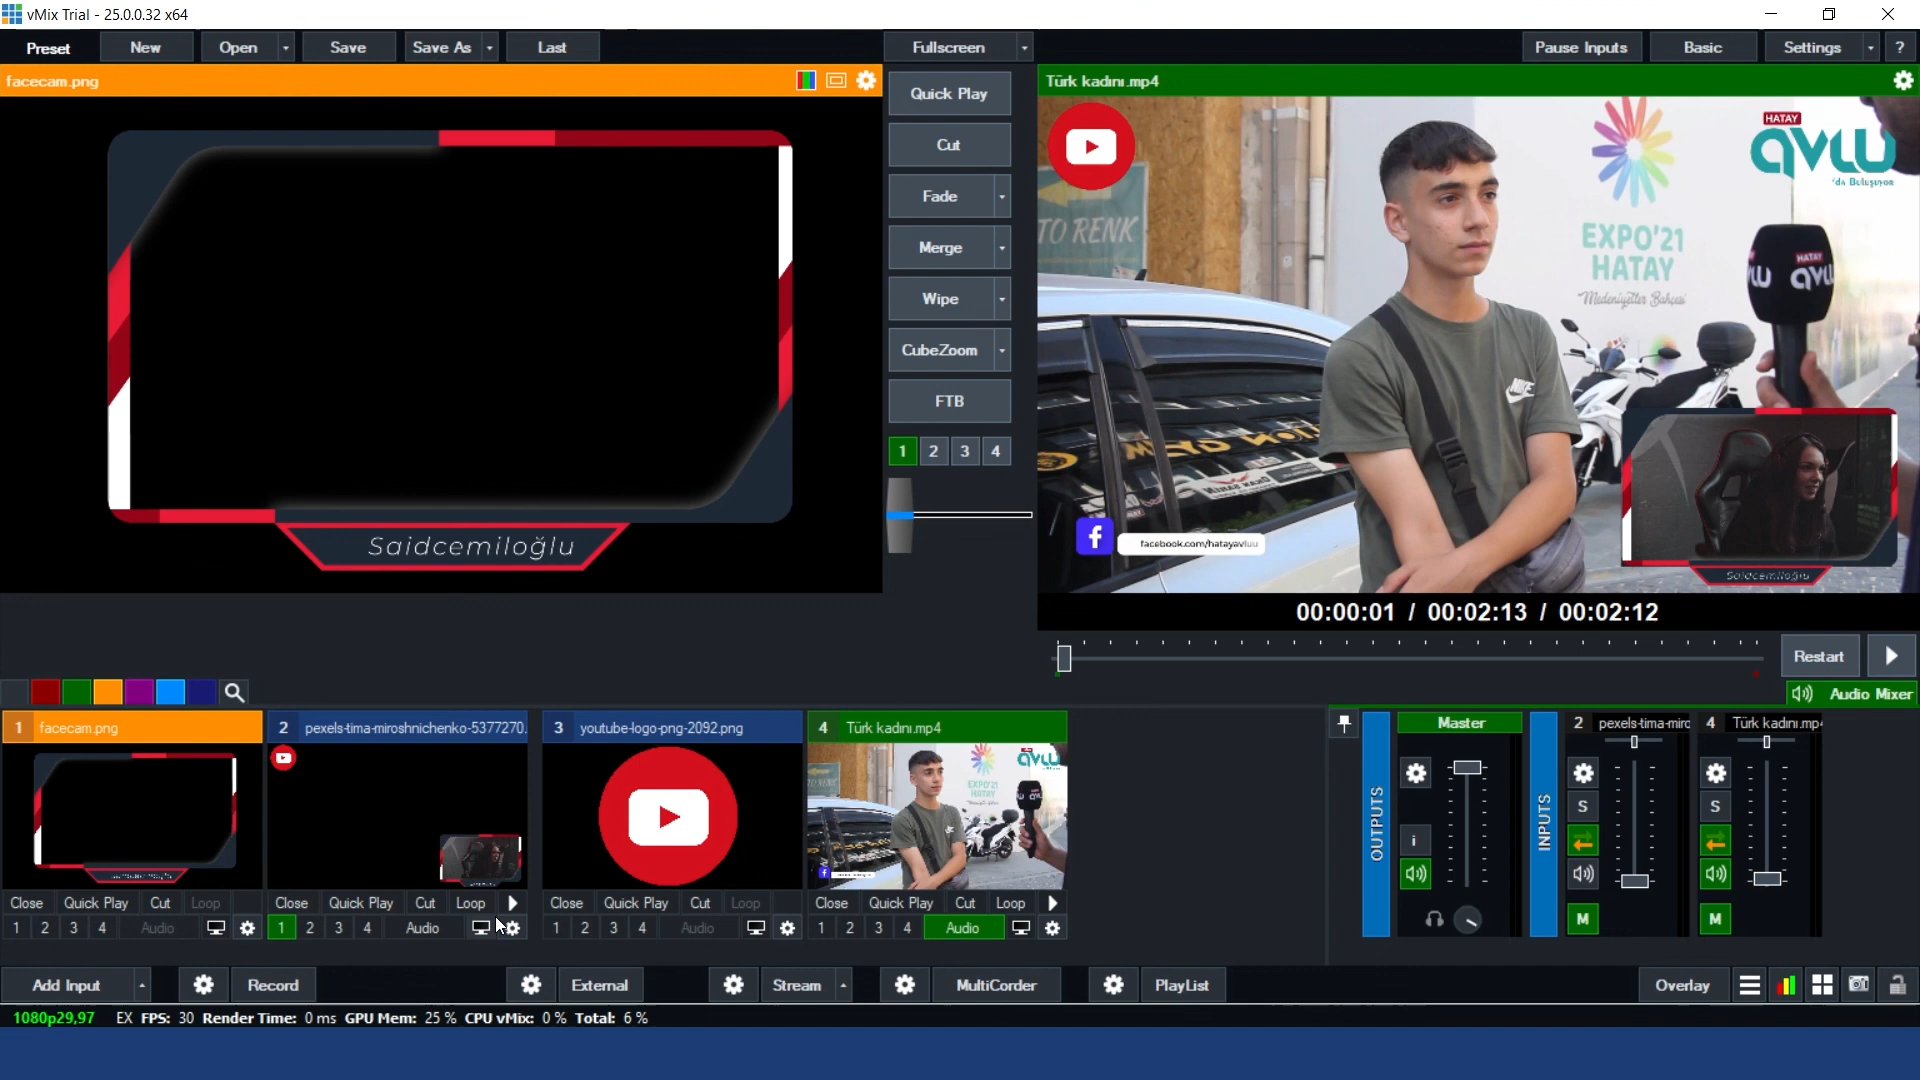 vMix Trial - 25.0.0.32 x64
Preset New Open Save Save As Last Fullscreen Pause Inputs Basic Settings ?
facecam.png
Saidcemiloğlu
Quick Play
Cut
Fade
Merge
Wipe
CubeZoom
FTB
1 2 3 4
Türk kadını.mp4
HATAY
avlu
'da Buluşuyor
TO RENK
EXPO'21
HATAY
Medeniyetler Bahçesi
HATAY
NIKE
facebook.com/hatayavluu
Saidcemiloğlu
00:00:01 / 00:02:13 / 00:02:12
Restart
Audio Mixer
1 facecam.png
Close Quick Play Cut Loop
1 2 3 4 Audio
2 pexels-tima-miroshnichenko-5377270.
Close Quick Play Cut Loop
1 2 3 4 Audio
3 youtube-logo-png-2092.png
Close Quick Play Cut Loop
1 2 3 4 Audio
4 Türk kadını.mp4
Close Quick Play Cut Loop
1 2 3 4 Audio
OUTPUTS
Master
i
INPUTS
2 pexels-tima-miro
S
M
4 Türk kadını.mp4
S
M
Add Input Record External Stream MultiCorder PlayList Overlay
1080p29,97 EX FPS: 30 Render Time: 0 ms GPU Mem: 25 % CPU vMix: 0 % Total: 6 %